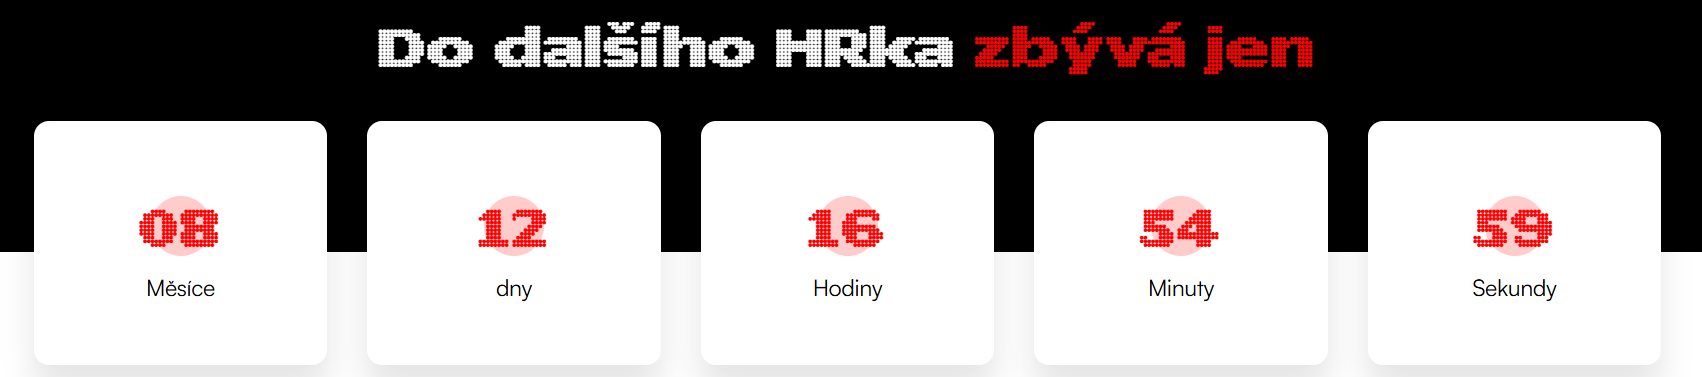 Do dalšího HRka zbývá jen
08
Měsíce
12
dny
16
Hodiny
54
Minuty
59
Sekundy